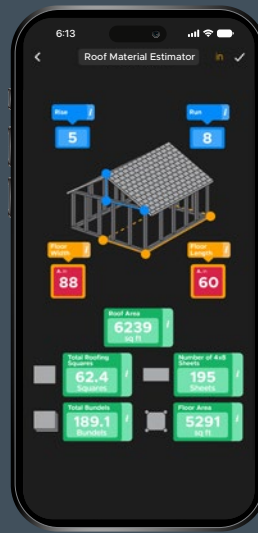 6:13
Roof Material Estimator in
Rise
5
Run
8
Floor
Width
88
Floor
Length
60
Roof Area
6239
sq ft
Total Roofing
Squares
62.4
Squares
Number of 4x8
Sheets
195
Sheets
Total Bundels
189.1
Bundels
Floor Area
5291
sq ft